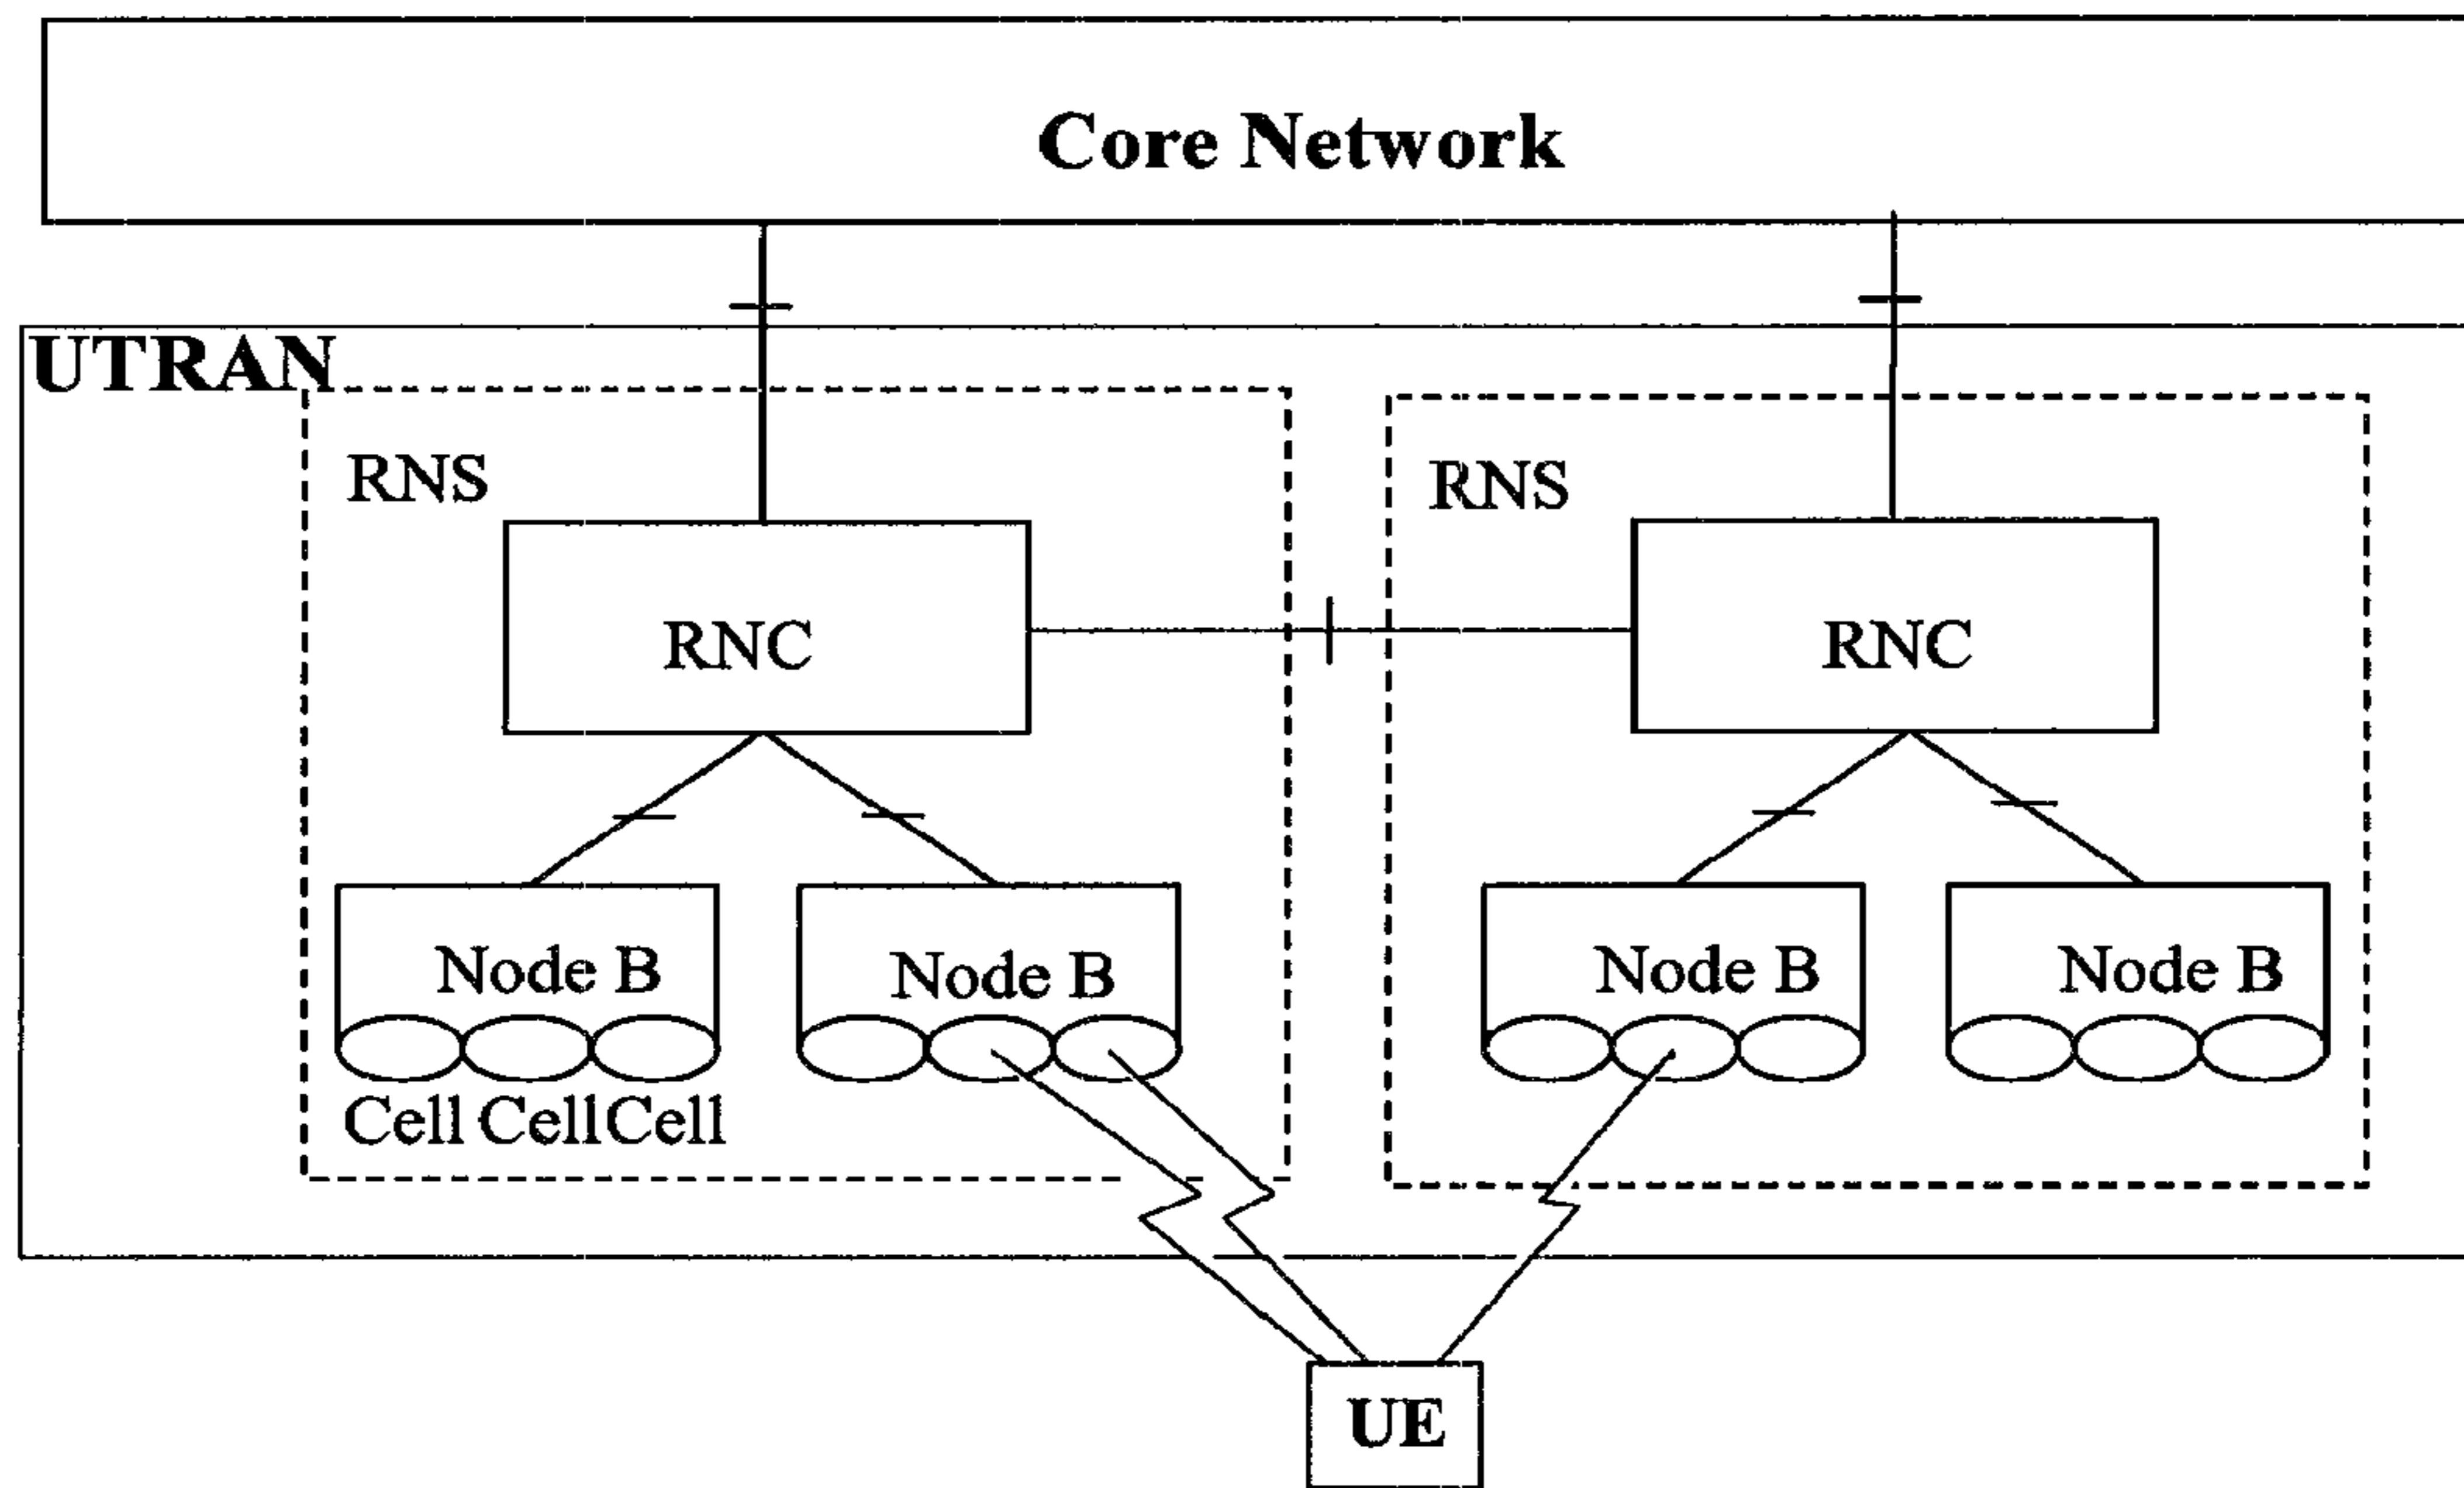 Core Network
UTRAN
RNS
RNS
RNC
RNC
Node B
Node B
Node B
Node B
Cell Cell Cell
UE